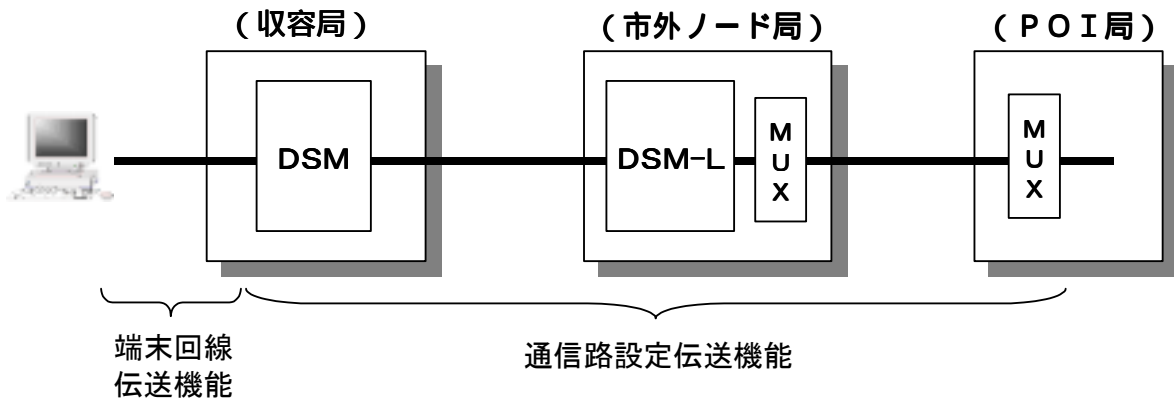 (収容局)
(市外ノード局)
(POI局)
DSM
DSM-L
MUX
MUX
端末回線
伝送機能
通信路設定伝送機能